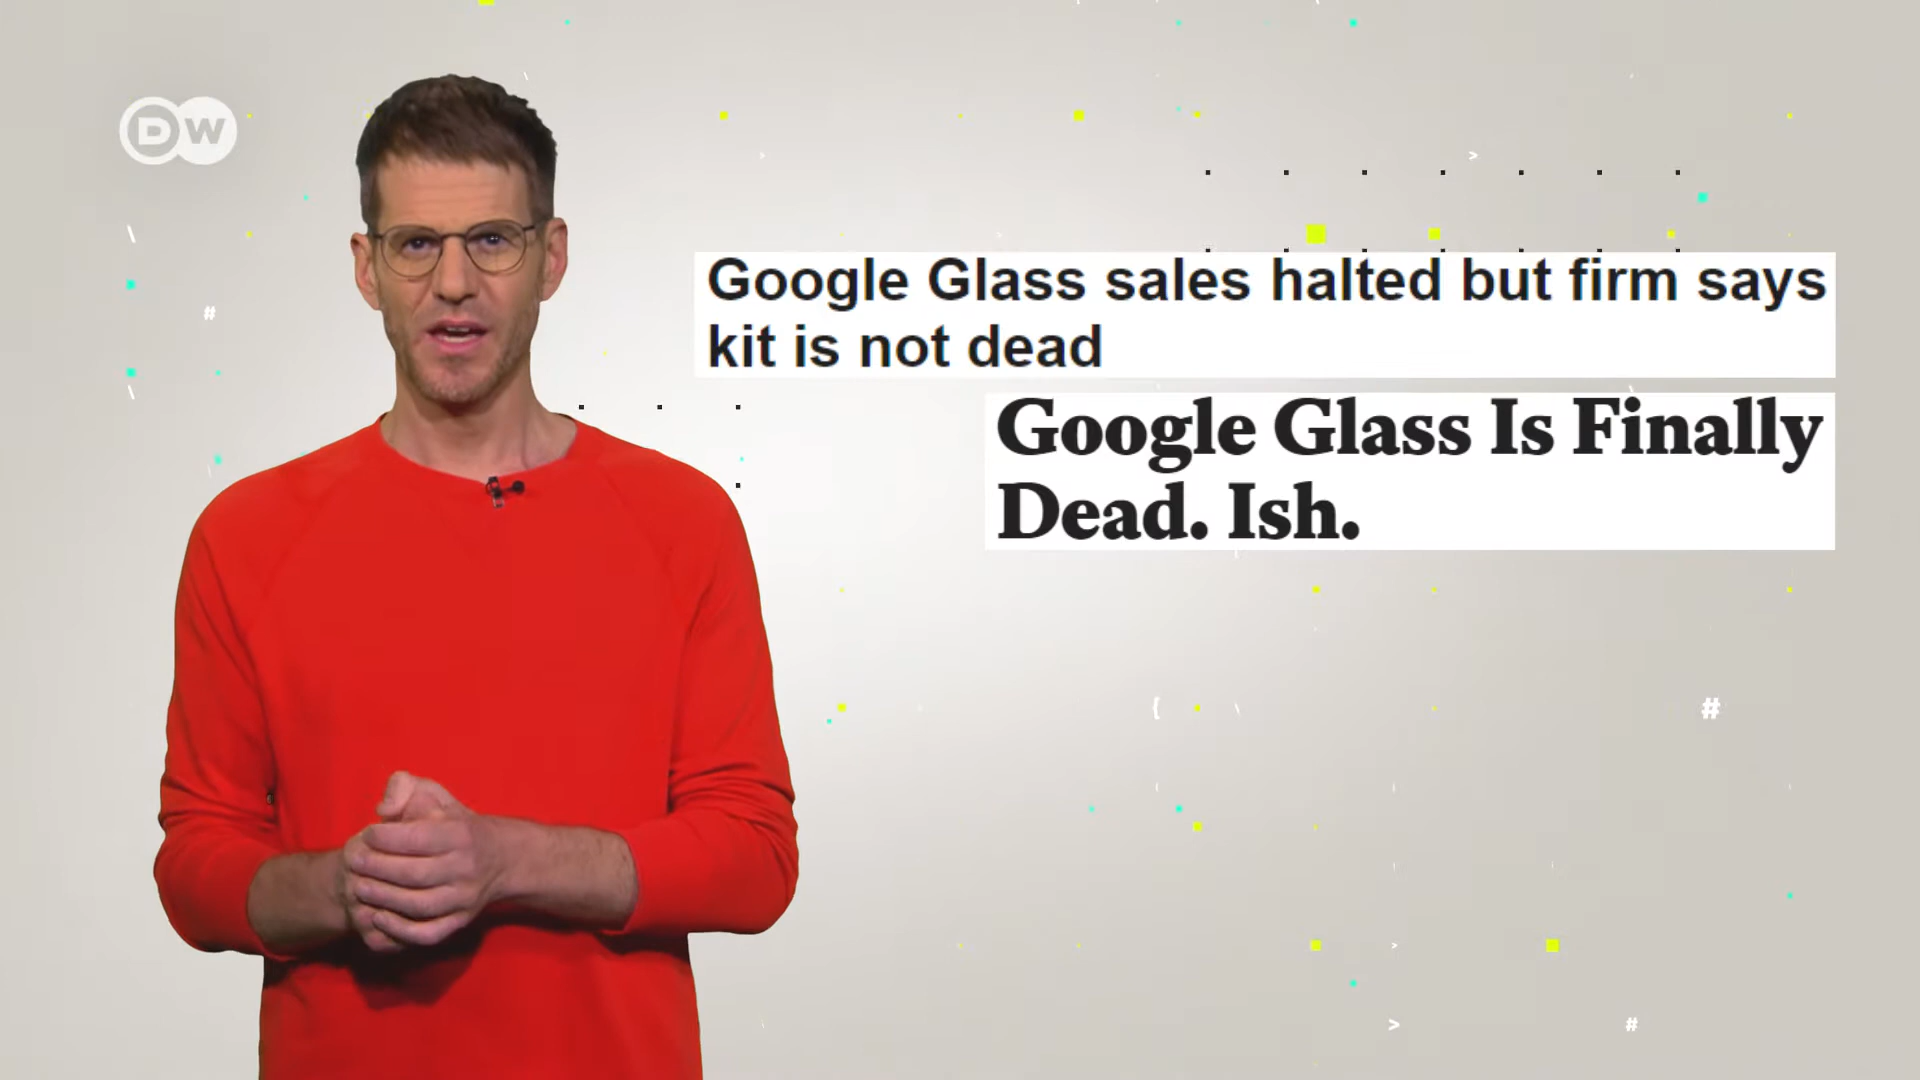 DW
Google Glass sales halted but firm says
kit is not dead
Google Glass Is Finally
Dead. Ish.